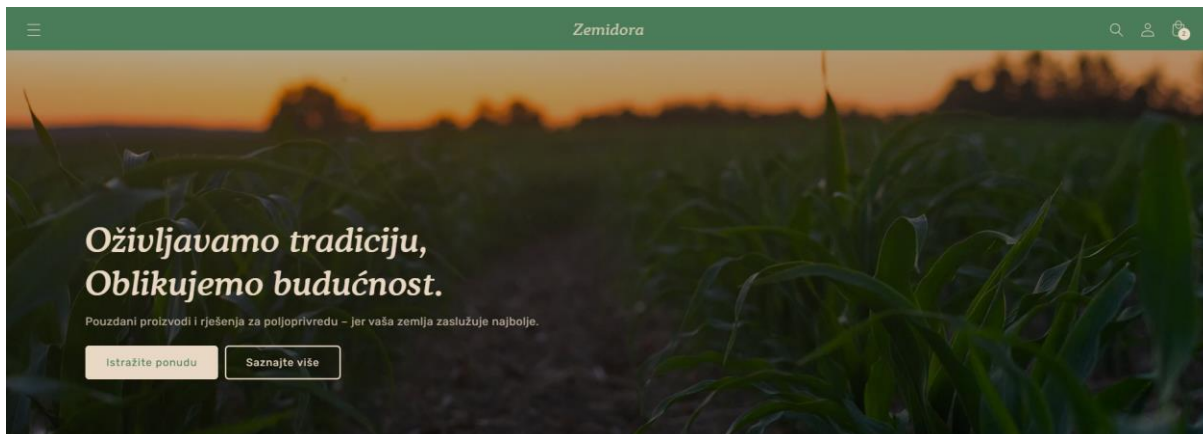 Zemidora
2
Oživljavamo tradiciju,
Oblikujemo budućnost.
Pouzdani proizvodi i rješenja za poljoprivredu – jer vaša zemlja zaslužuje najbolje.
Istražite ponudu
Saznajte više